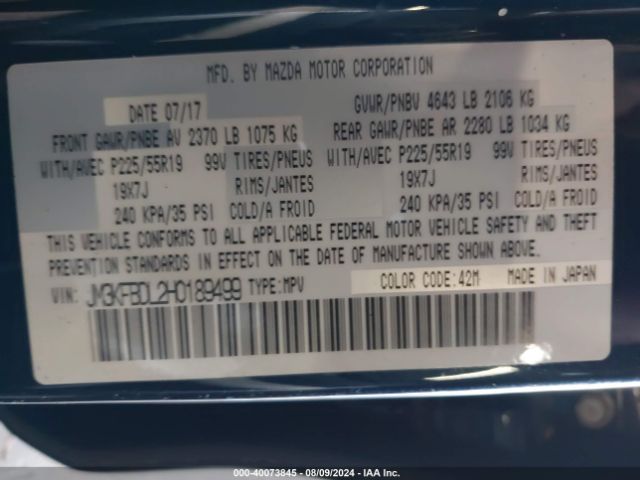 MFD. BY MAZDA MOTOR CORPORATION
DATE 07/17 GVWR/PNBV 4643 LB 2106 KG
FRONT GAWR/PNBE AV 2370 LB 1075 KG REAR GAWR/PNBE AR 2280 LB 1034 KG
WITH/AVEC P225/55R19 99V TIRES/PNEUS WITH/AVEC P225/55R19 99V TIRES/PNEUS
19X7J RIMS/JANTES 19X7J RIMS/JANTES
240 KPA/35 PSI COLD/A FROID 240 KPA/35 PSI COLD/A FROID
THIS VEHICLE CONFORMS TO ALL APPLICABLE FEDERAL MOTOR VEHICLE SAFETY AND THEFT
PREVENTION STANDARDS IN EFFECT ON THE DATE OF MANUFACTURE SHOWN ABOVE.
VIN: JM3KFBDL2H0189499 TYPE:MPV COLOR CODE:42M MADE IN JAPAN
000-40073845 - 08/09/2024 - IAA Inc.